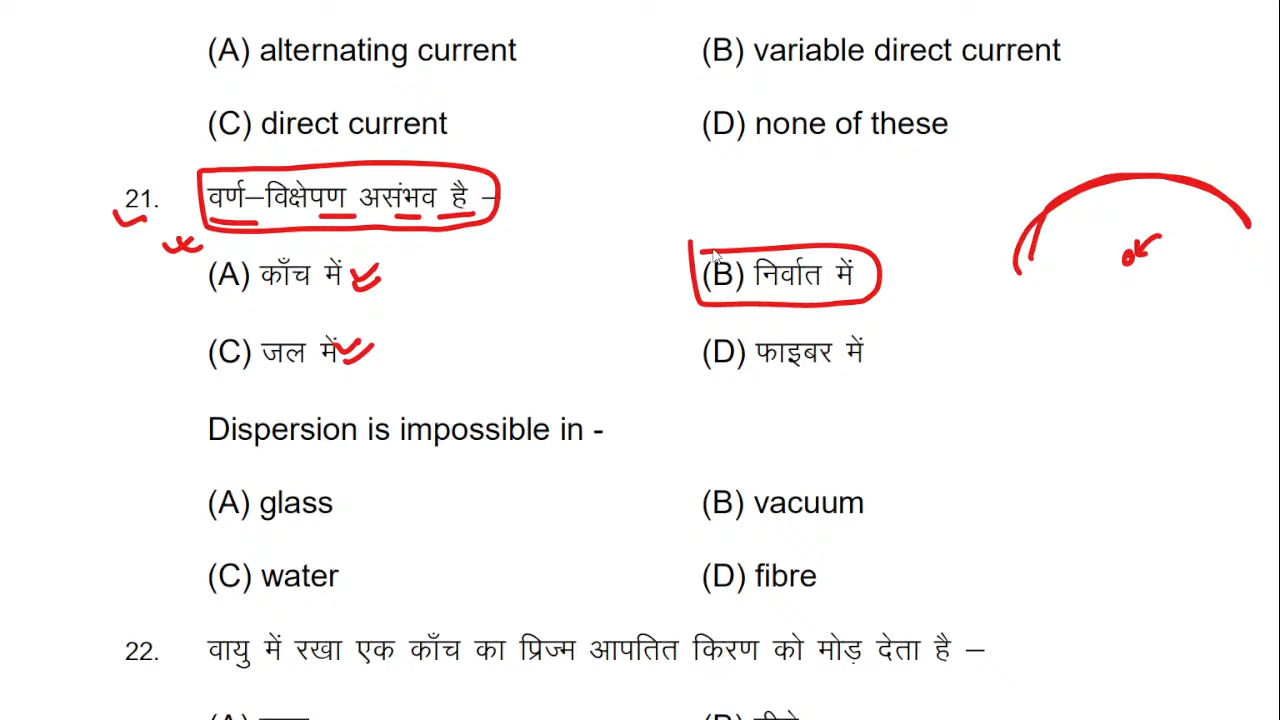 (A) alternating current (B) variable direct current
(C) direct current (D) none of these
21. वर्ण–विक्षेपण असंभव है –
(A) काँच में (B) निर्वात में
(C) जल में (D) फाइबर में
Dispersion is impossible in -
(A) glass (B) vacuum
(C) water (D) fibre
22. वायु में रखा एक काँच का प्रिज्म आपतित किरण को मोड़ देता है –
(A) (B)